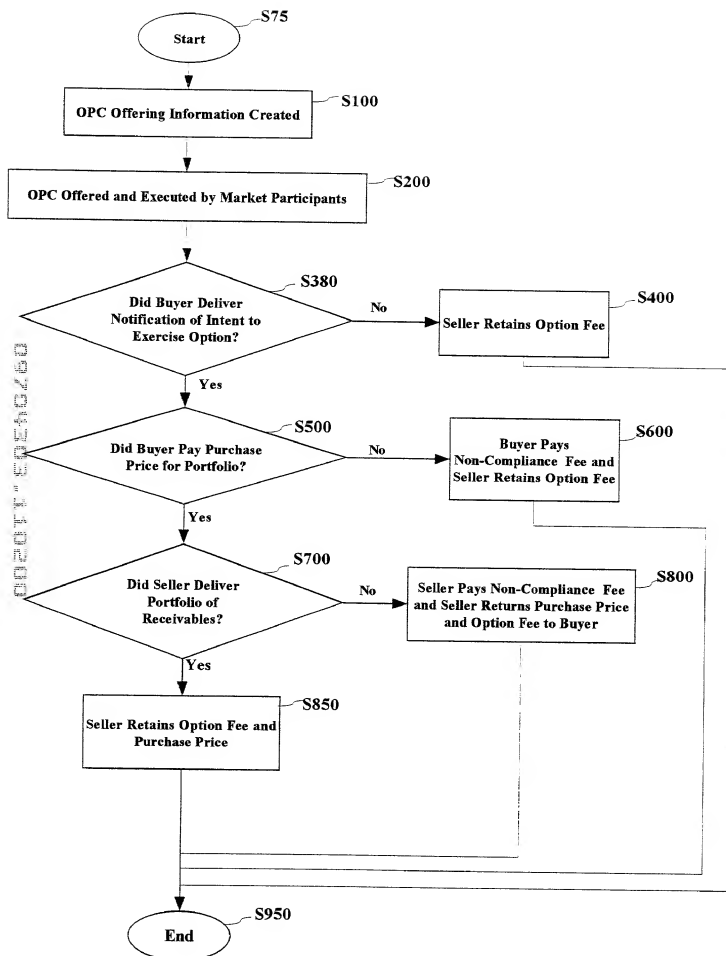 S75
Start
S100
OPC Offering Information Created
S200
OPC Offered and Executed by Market Participants
S380
Did Buyer Deliver
Notification of Intent to
Exercise Option?
No
S400
Seller Retains Option Fee
Yes
S500
Did Buyer Pay Purchase
Price for Portfolio?
No
S600
Buyer Pays
Non-Compliance Fee and
Seller Retains Option Fee
Yes
S700
Did Seller Deliver
Portfolio of
Receivables?
No
S800
Seller Pays Non-Compliance Fee
and Seller Returns Purchase Price
and Option Fee to Buyer
Yes
S850
Seller Retains Option Fee and
Purchase Price
S950
End